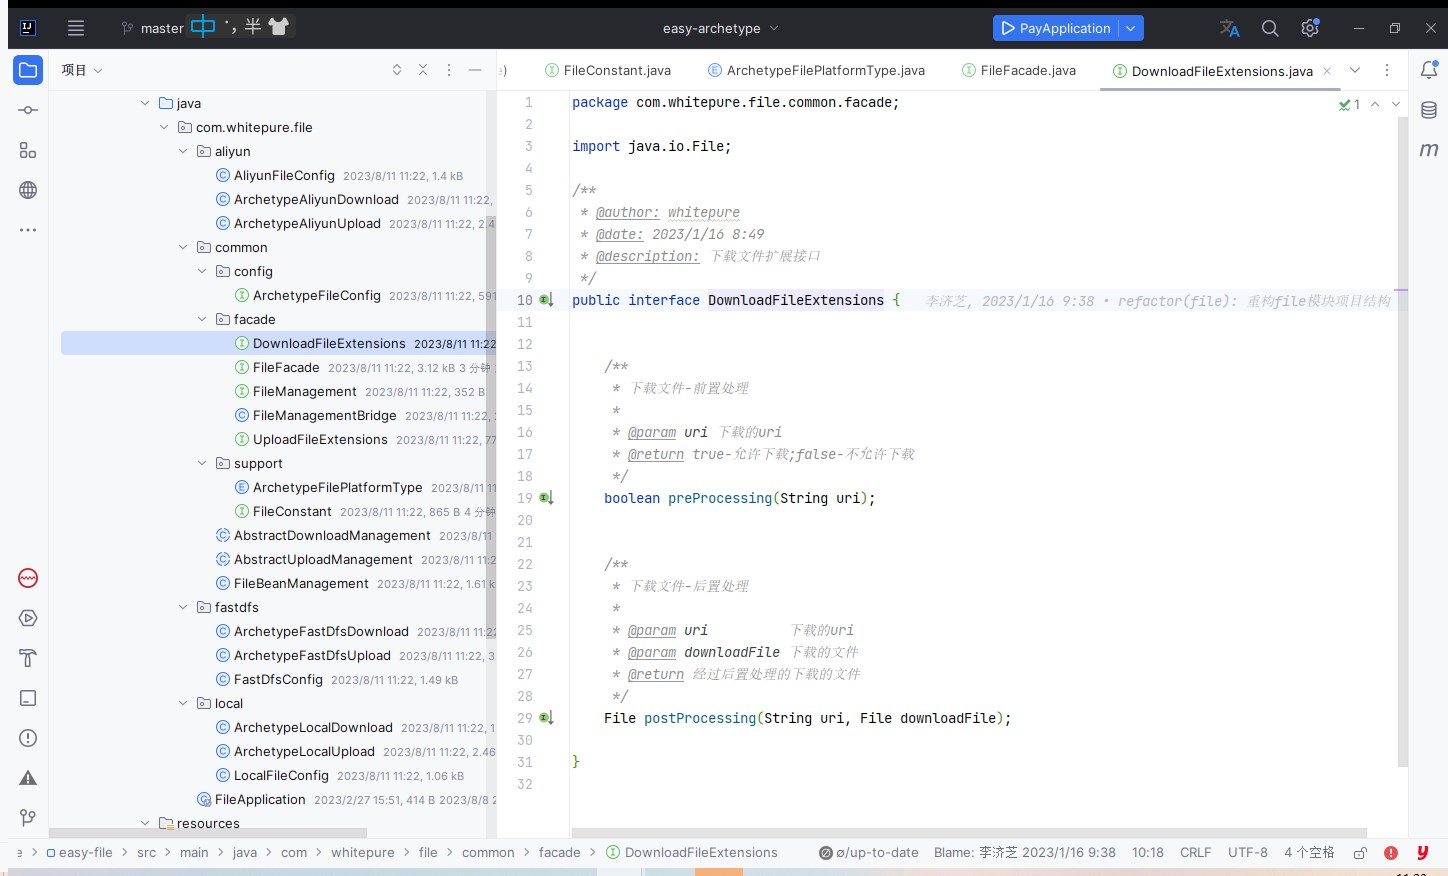 master
中 半
easy-archetype
PayApplication
项目
FileConstant.java
ArchetypeFilePlatformType.java
FileFacade.java
DownloadFileExtensions.java
java
com.whitepure.file
aliyun
AliyunFileConfig 2023/8/11 11:22, 1.4 kB
ArchetypeAliyunDownload 2023/8/11 11:22,
ArchetypeAliyunUpload 2023/8/11 11:22, 2.4
common
config
ArchetypeFileConfig 2023/8/11 11:22, 591
facade
DownloadFileExtensions 2023/8/11 11:22
FileFacade 2023/8/11 11:22, 3.12 kB 3 分钟
FileManagement 2023/8/11 11:22, 352 B
FileManagementBridge 2023/8/11 11:22,
UploadFileExtensions 2023/8/11 11:22, 77
support
ArchetypeFilePlatformType 2023/8/11 11
FileConstant 2023/8/11 11:22, 865 B 4 分钟
AbstractDownloadManagement 2023/8/11
AbstractUploadManagement 2023/8/11 11:2
FileBeanManagement 2023/8/11 11:22, 1.61 k
fastdfs
ArchetypeFastDfsDownload 2023/8/11 11:22
ArchetypeFastDfsUpload 2023/8/11 11:22, 3
FastDfsConfig 2023/8/11 11:22, 1.49 kB
local
ArchetypeLocalDownload 2023/8/11 11:22, 1
ArchetypeLocalUpload 2023/8/11 11:22, 2.46
LocalFileConfig 2023/8/11 11:22, 1.06 kB
FileApplication 2023/2/27 15:51, 414 B 2023/8/8 2
resources
1 package com.whitepure.file.common.facade;
2
3 import java.io.File;
4
5 /**
6 * @author: whitepure
7 * @date: 2023/1/16 8:49
8 * @description: 下载文件扩展接口
9 */
10 public interface DownloadFileExtensions { 李济芝, 2023/1/16 9:38 • refactor(file): 重构file模块项目结构
11
12
13 /**
14 * 下载文件-前置处理
15 *
16 * @param uri 下载的uri
17 * @return true-允许下载;false-不允许下载
18 */
19 boolean preProcessing(String uri);
20
21
22 /**
23 * 下载文件-后置处理
24 *
25 * @param uri 下载的uri
26 * @param downloadFile 下载的文件
27 * @return 经过后置处理的下载的文件
28 */
29 File postProcessing(String uri, File downloadFile);
30
31 }
32
1
m
e > easy-file > src > main > java > com > whitepure > file > common > facade > DownloadFileExtensions
ø/up-to-date Blame: 李济芝 2023/1/16 9:38 10:18 CRLF UTF-8 4 个空格